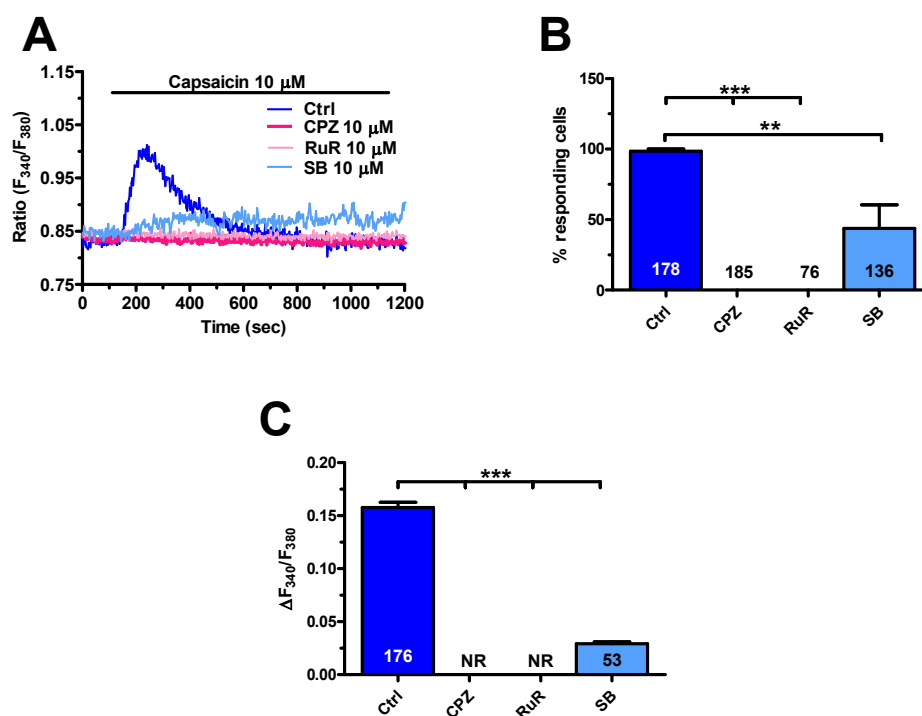 A
Capsaicin 10 μM
Ctrl
CPZ 10 μM
RuR 10 μM
SB 10 μM
Ratio (F340/F380)
1.15
1.05
0.95
0.85
0.75
0 200 400 600 800 1000 1200
Time (sec)
B
***
**
% responding cells
150
100
50
0
178 185 76 136
Ctrl CPZ RuR SB
C
***
ΔF340/F380
0.20
0.15
0.10
0.05
0.00
176 NR NR 53
Ctrl CPZ RuR SB